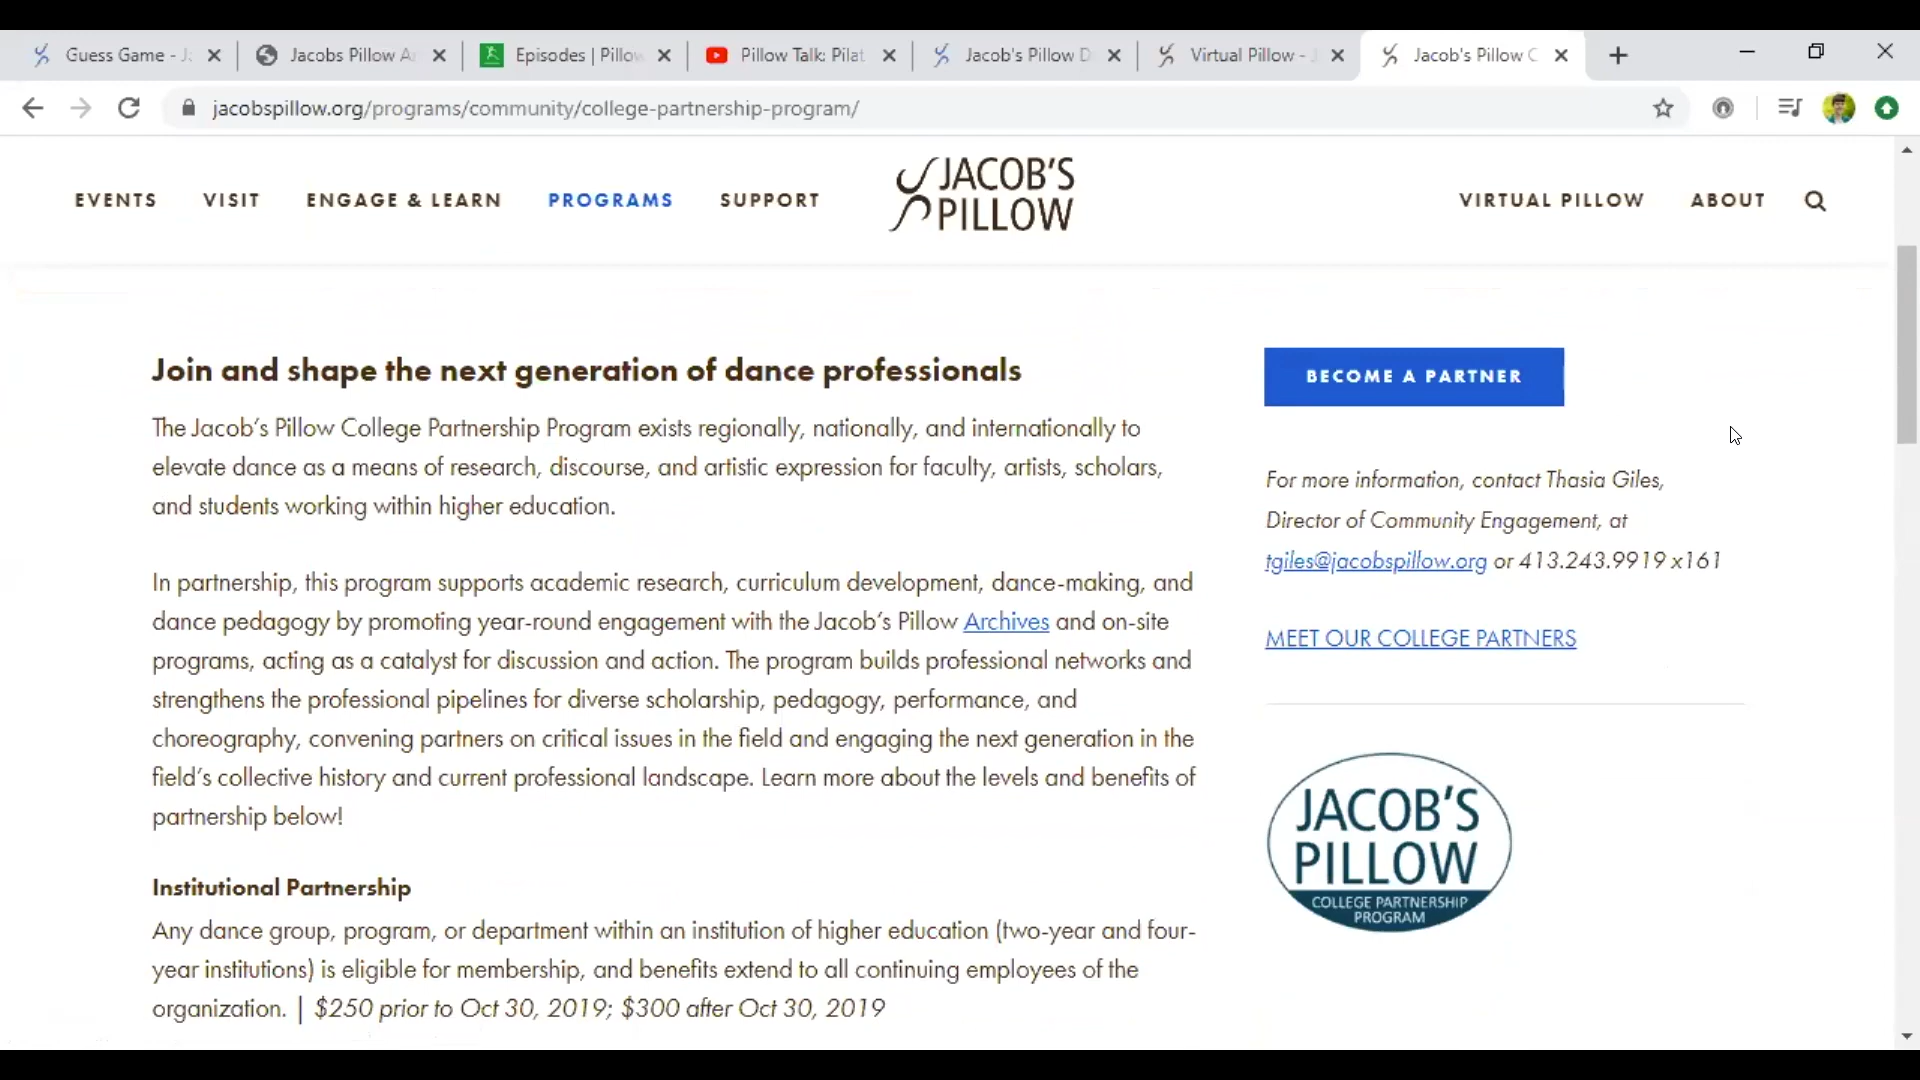 Guess Game - J
Jacobs Pillow Ar
Episodes | Pillow
Pillow Talk: Pilat
Jacob's Pillow D
Virtual Pillow - J
Jacob's Pillow C
jacobspillow.org/programs/community/college-partnership-program/
EVENTS
VISIT
ENGAGE & LEARN
PROGRAMS
SUPPORT
JACOB'S
PILLOW
VIRTUAL PILLOW
ABOUT
Join and shape the next generation of dance professionals
The Jacob's Pillow College Partnership Program exists regionally, nationally, and internationally to
elevate dance as a means of research, discourse, and artistic expression for faculty, artists, scholars,
and students working within higher education.
In partnership, this program supports academic research, curriculum development, dance-making, and
dance pedagogy by promoting year-round engagement with the Jacob's Pillow Archives and on-site
programs, acting as a catalyst for discussion and action. The program builds professional networks and
strengthens the professional pipelines for diverse scholarship, pedagogy, performance, and
choreography, convening partners on critical issues in the field and engaging the next generation in the
field's collective history and current professional landscape. Learn more about the levels and benefits of
partnership below!
Institutional Partnership
Any dance group, program, or department within an institution of higher education (two-year and four-
year institutions) is eligible for membership, and benefits extend to all continuing employees of the
organization. | $250 prior to Oct 30, 2019; $300 after Oct 30, 2019
BECOME A PARTNER
For more information, contact Thasia Giles,
Director of Community Engagement, at
tgiles@jacobspillow.org or 413.243.9919 x161
MEET OUR COLLEGE PARTNERS
JACOB'S
PILLOW
COLLEGE PARTNERSHIP
PROGRAM